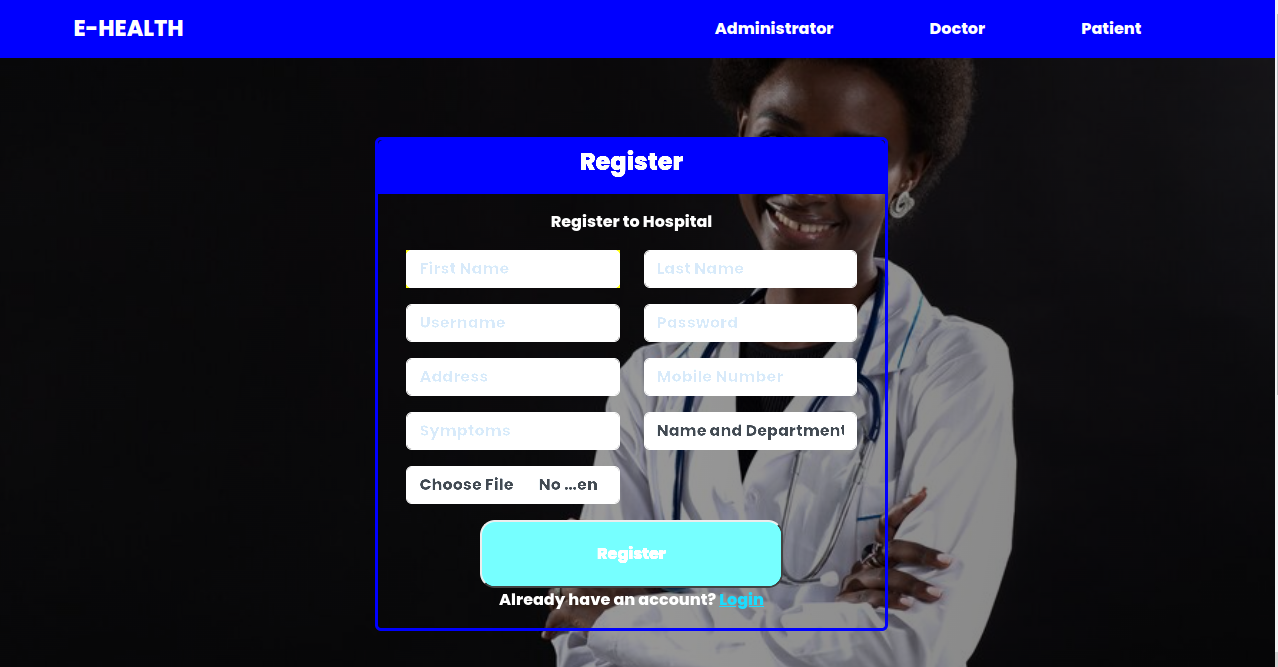 E-HEALTH Administrator Doctor Patient
Register
Register to Hospital
First Name Last Name
Username Password
Address Mobile Number
Symptoms Name and Department
Choose File No ...en
Register
Already have an account? Login